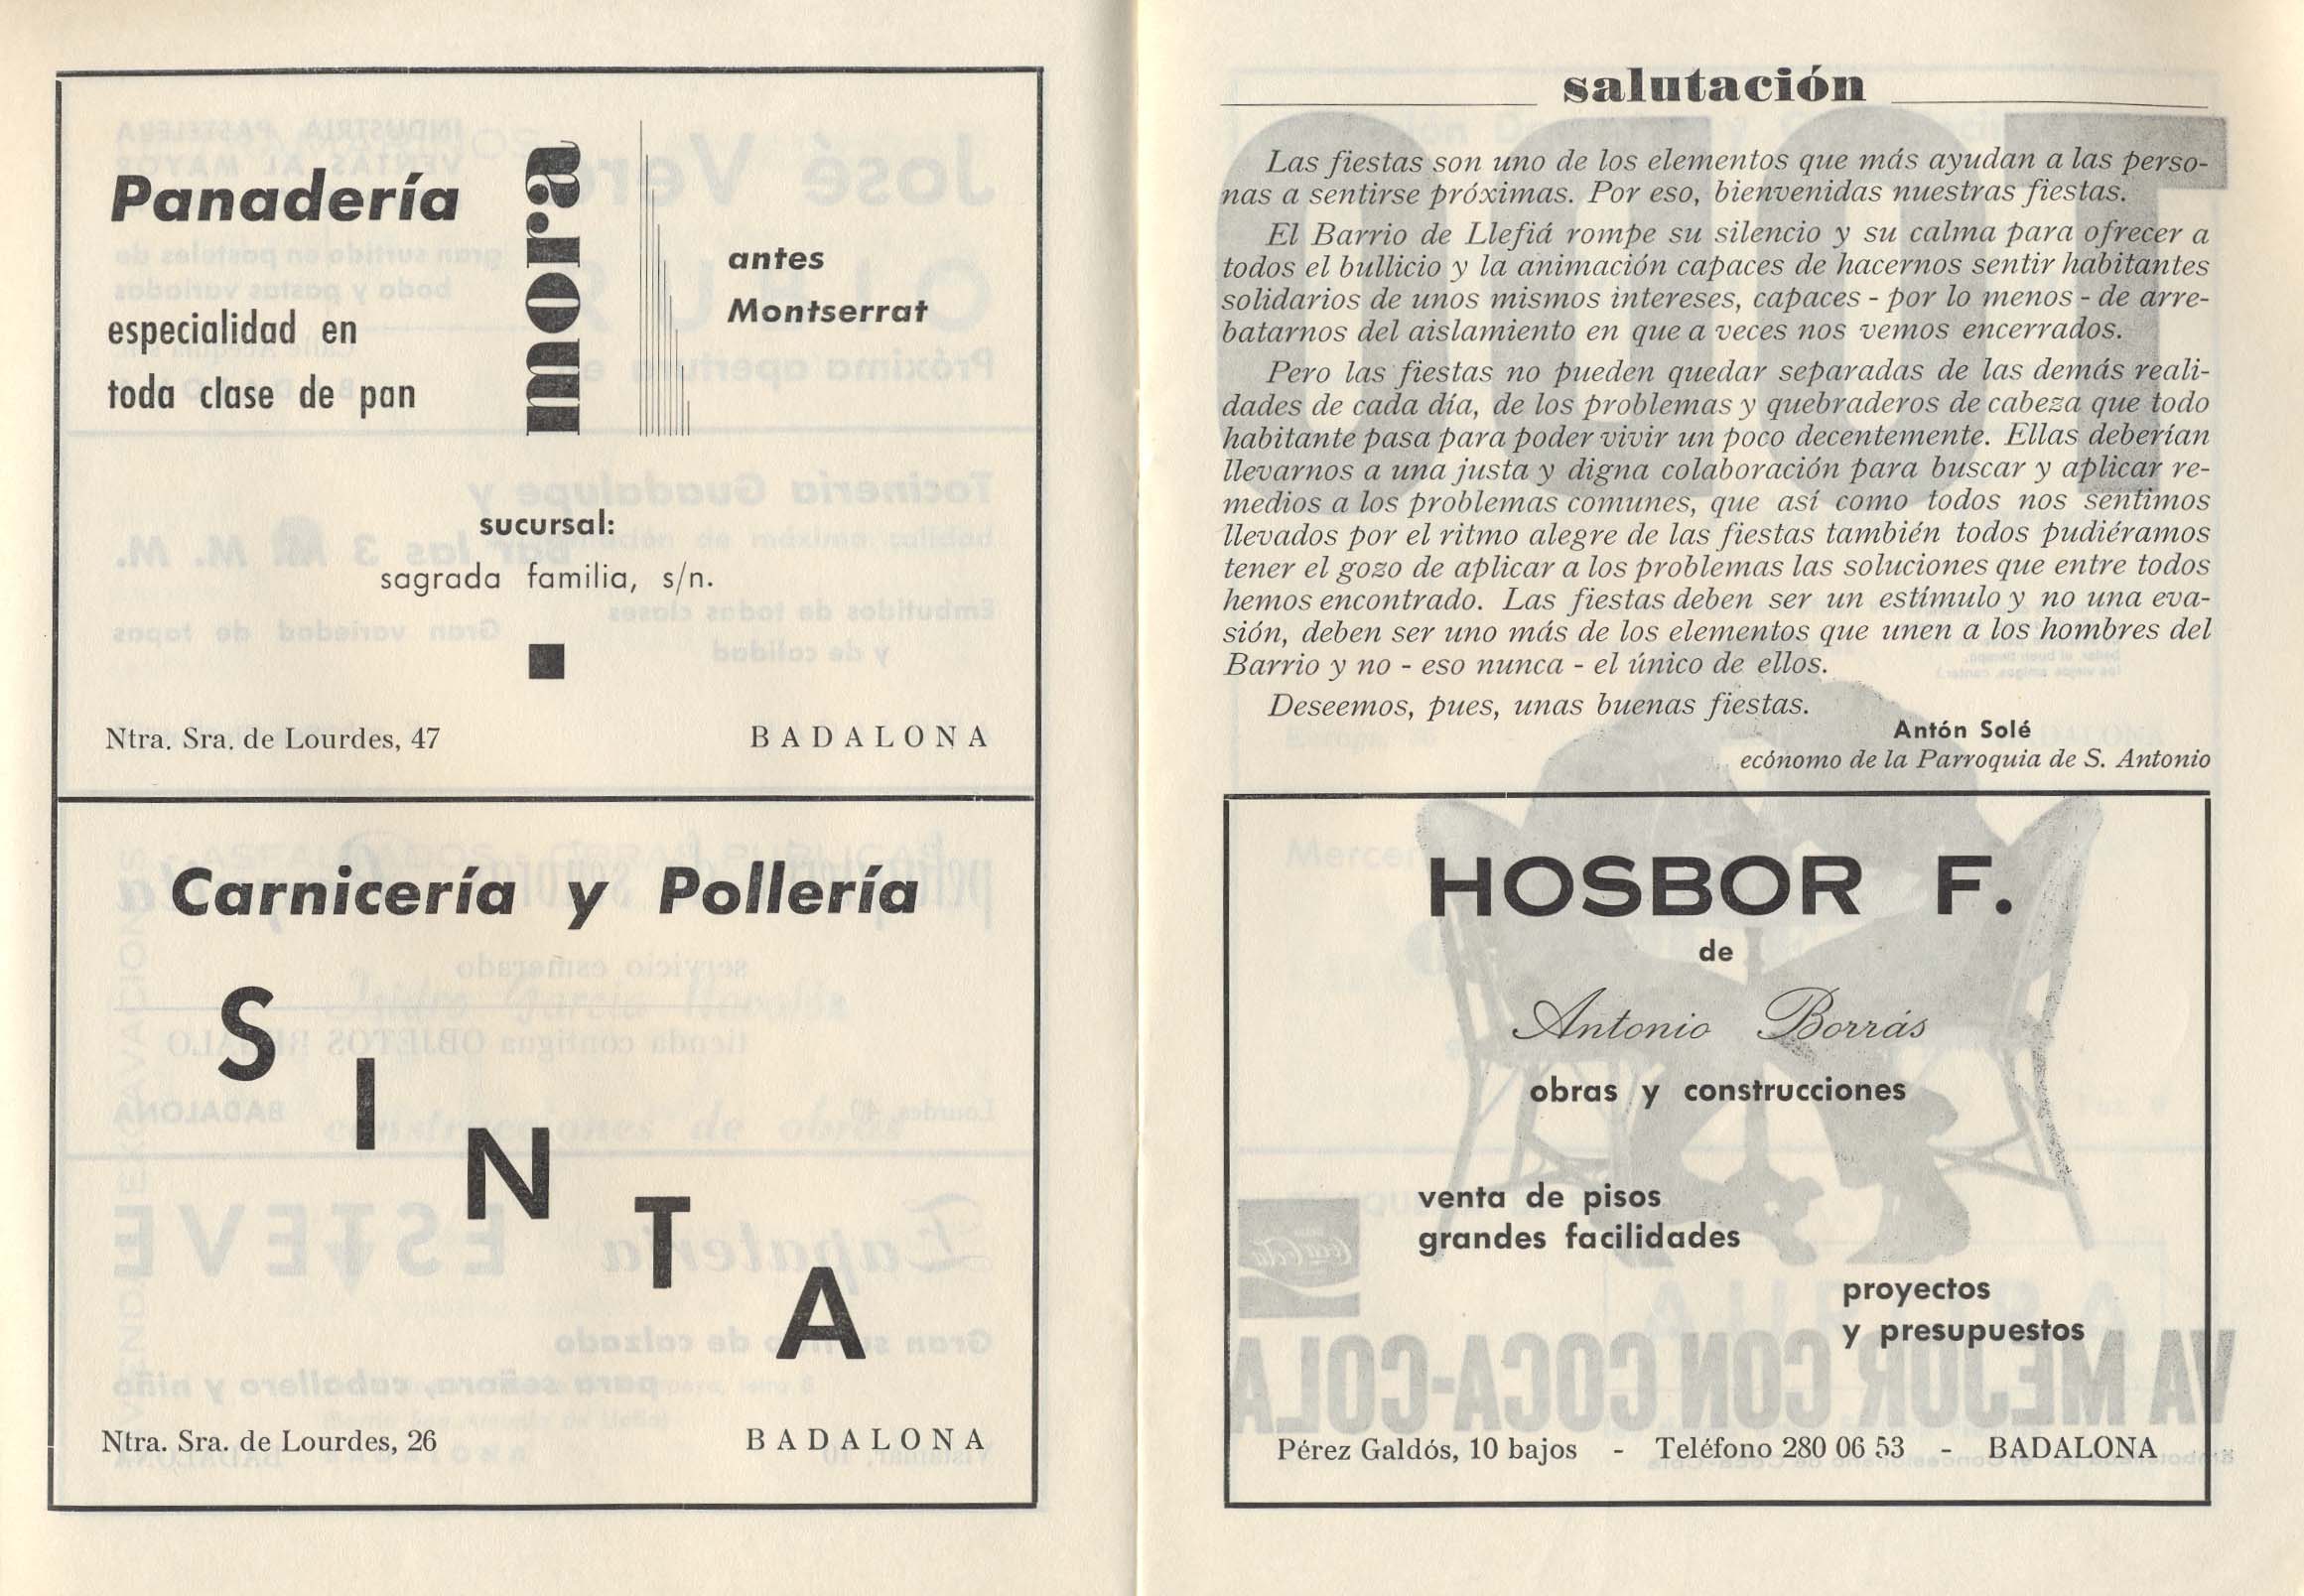 Panadería
mora
especialidad en
toda clase de pan
antes
Montserrat
sucursal:
sagrada familia, s/n.
Ntra. Sra. de Lourdes, 47
BADALONA
Carnicería y Pollería
SINTA
Ntra. Sra. de Lourdes, 26
BADALONA
salutación
Las fiestas son uno de los elementos que más ayudan a las perso-
nas a sentirse próximas. Por eso, bienvenidas nuestras fiestas.
El Barrio de Llefiá rompe su silencio y su calma para ofrecer a
todos el bullicio y la animación capaces de hacernos sentir habitantes
solidarios de unos mismos intereses, capaces - por lo menos - de arre-
batarnos del aislamiento en que a veces nos vemos encerrados.
Pero las fiestas no pueden quedar separadas de las demás reali-
dades de cada día, de los problemas y quebraderos de cabeza que todo
habitante pasa para poder vivir un poco decentemente. Ellas deberían
llevarnos a una justa y digna colaboración para buscar y aplicar re-
medios a los problemas comunes, que así como todos nos sentimos
llevados por el ritmo alegre de las fiestas también todos pudiéramos
tener el gozo de aplicar a los problemas las soluciones que entre todos
hemos encontrado. Las fiestas deben ser un estímulo y no una eva-
sión, deben ser uno más de los elementos que unen a los hombres del
Barrio y no - eso nunca - el único de ellos.
Deseemos, pues, unas buenas fiestas.
Antón Solé
ecónomo de la Parroquia de S. Antonio
HOSBOR F.
de
Antonio Borrás
obras y construcciones
venta de pisos
grandes facilidades
proyectos
y presupuestos
Pérez Galdós, 10 bajos - Teléfono 280 06 53 - BADALONA